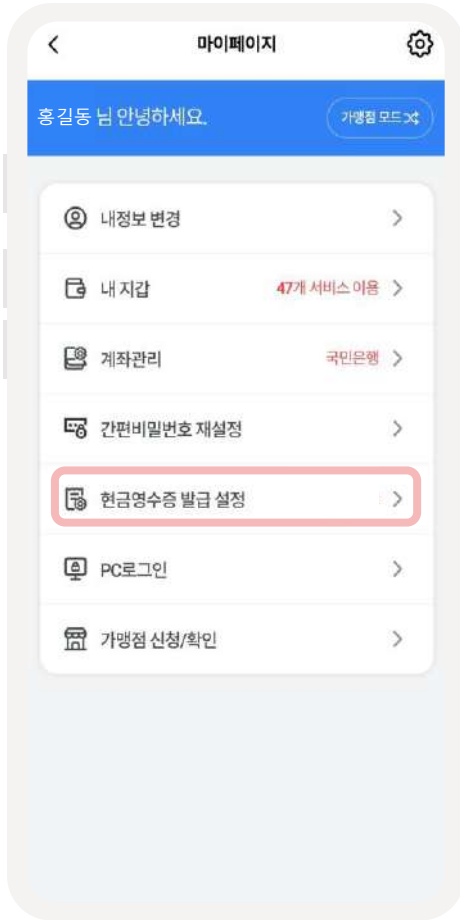 마이페이지
홍길동 님 안녕하세요.
가맹점 모드
내정보 변경
내 지갑 47개 서비스 이용
계좌관리 국민은행
간편비밀번호 재설정
현금영수증 발급 설정
PC로그인
가맹점 신청/확인